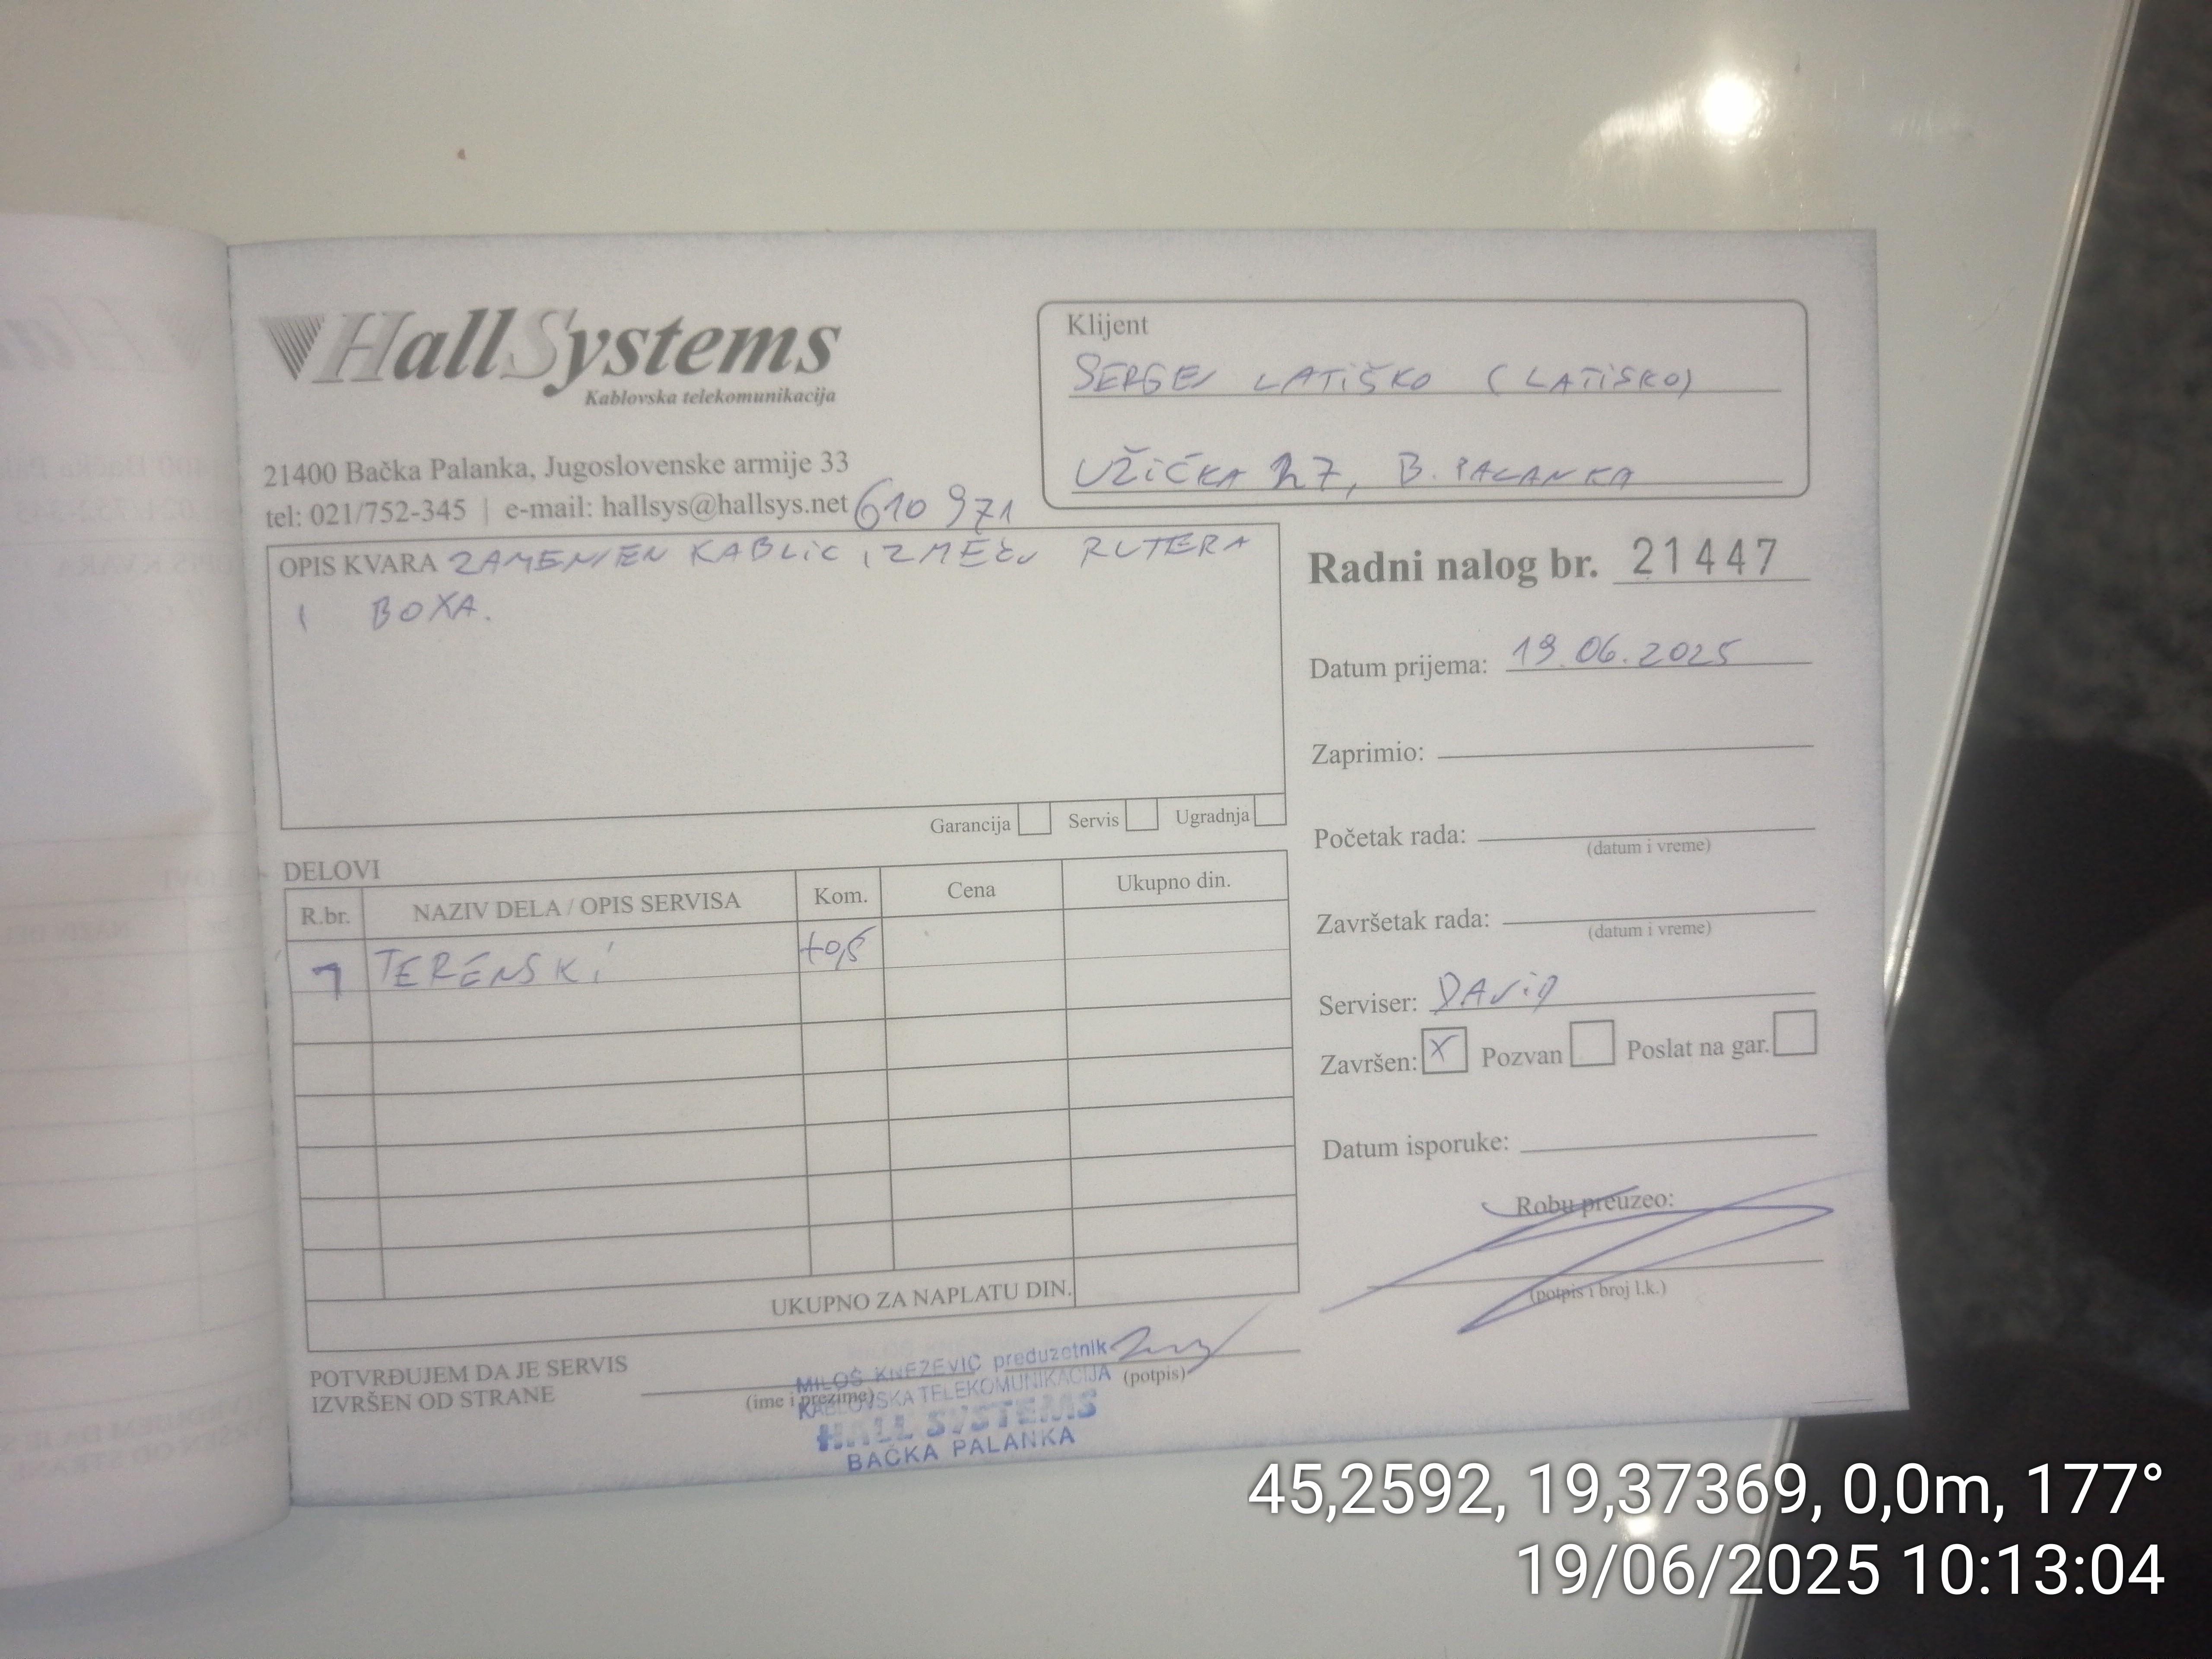 HallSystems
Kablovska telekomunikacija
21400 Bačka Palanka, Jugoslovenske armije 33
tel: 021/752-345 | e-mail: hallsys@hallsys.net 610 971
Klijent
SERGEJ LATIŠKO (LATIŠKO)
UŽIČKA 27, B. PALANKA
OPIS KVARA ZAMENJEN KABLIC IZMEĐU RUTERA
I BOXA.
Garancija Servis Ugradnja
Radni nalog br. 21447
Datum prijema: 19.06.2025
Zaprimio:
Početak rada:
(datum i vreme)
Završetak rada:
(datum i vreme)
Serviser: DAVID
Završen: X Pozvan Poslat na gar.
Datum isporuke:
Robu preuzeo:
(potpis i broj l.k.)
DELOVI
R.br. NAZIV DELA / OPIS SERVISA Kom. Cena Ukupno din.
1 TERENSKI +0,5
UKUPNO ZA NAPLATU DIN.
POTVRĐUJEM DA JE SERVIS
IZVRŠEN OD STRANE
(ime i prezime)
(potpis)
MILOŠ KNEŽEVIĆ preduzetnik
KABLOVSKA TELEKOMUNIKACIJA
HALL SYSTEMS
BAČKA PALANKA
45,2592, 19,37369, 0,0m, 177°
19/06/2025 10:13:04